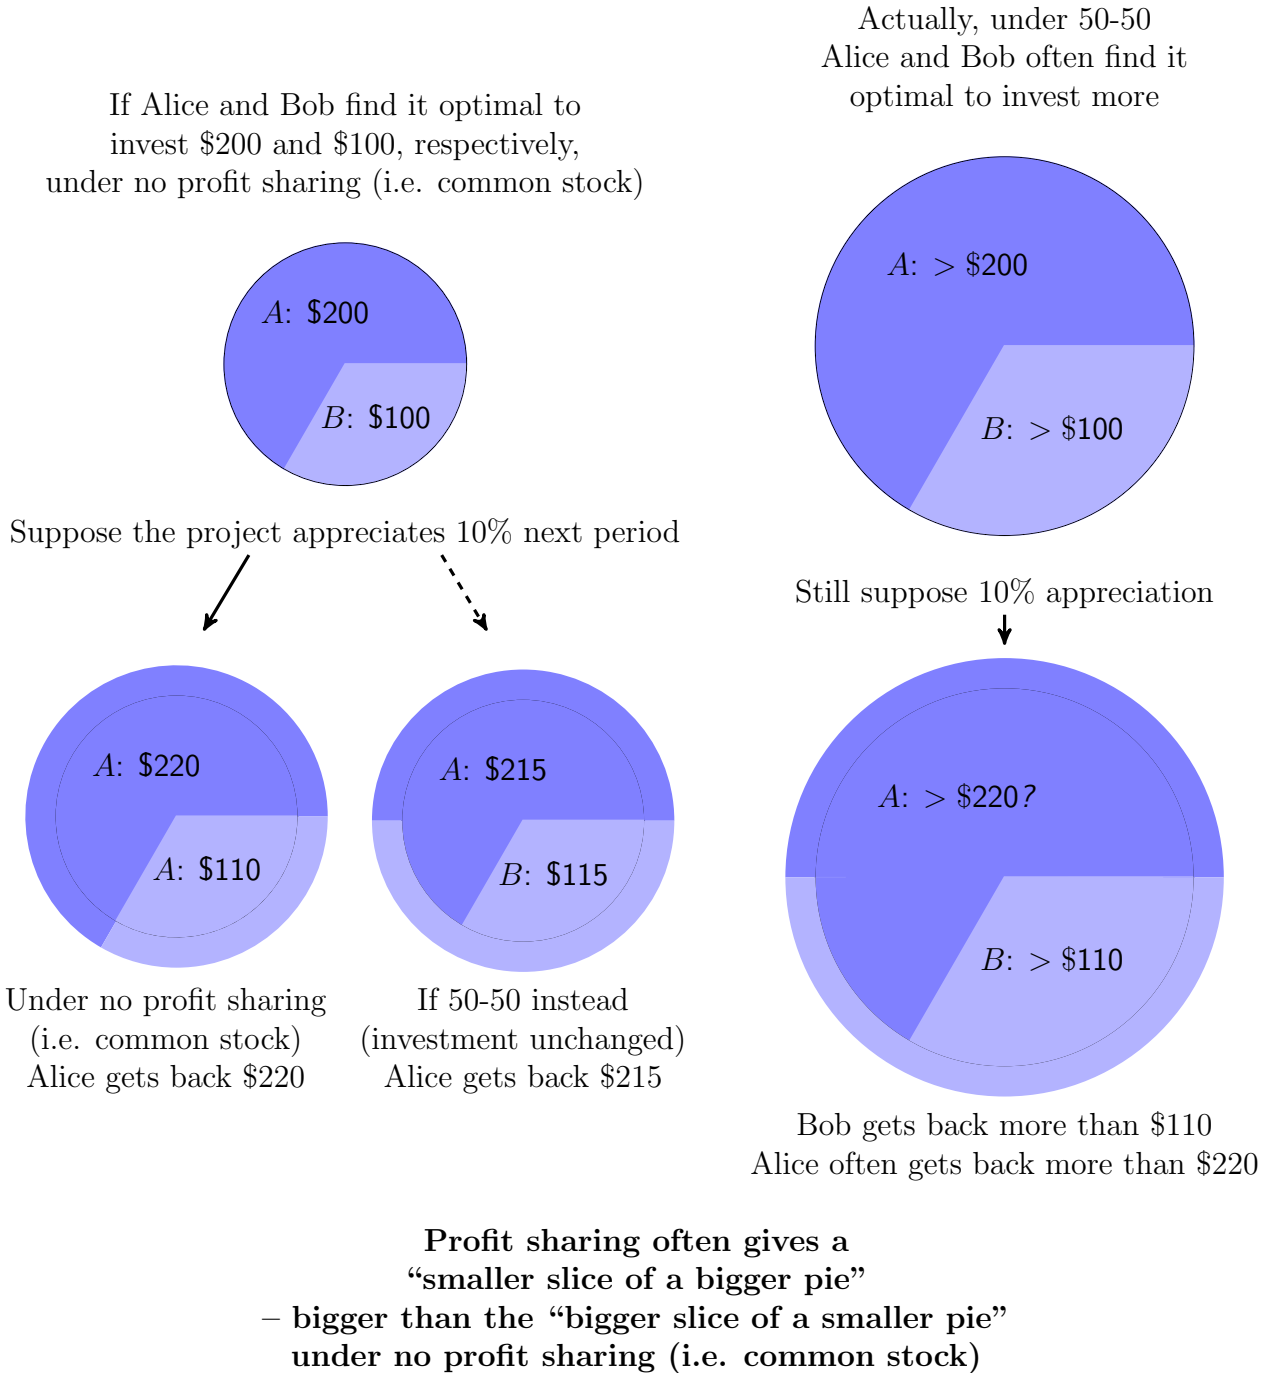 If Alice and Bob find it optimal to
invest $200 and $100, respectively,
under no profit sharing (i.e. common stock)
A: $200
B: $100
Suppose the project appreciates 10% next period
A: $220
A: $110
Under no profit sharing
(i.e. common stock)
Alice gets back $220
A: $215
B: $115
If 50-50 instead
(investment unchanged)
Alice gets back $215
Actually, under 50-50
Alice and Bob often find it
optimal to invest more
A: > $200
B: > $100
Still suppose 10% appreciation
A: > $220?
B: > $110
Bob gets back more than $110
Alice often gets back more than $220
Profit sharing often gives a
“smaller slice of a bigger pie”
– bigger than the “bigger slice of a smaller pie”
under no profit sharing (i.e. common stock)